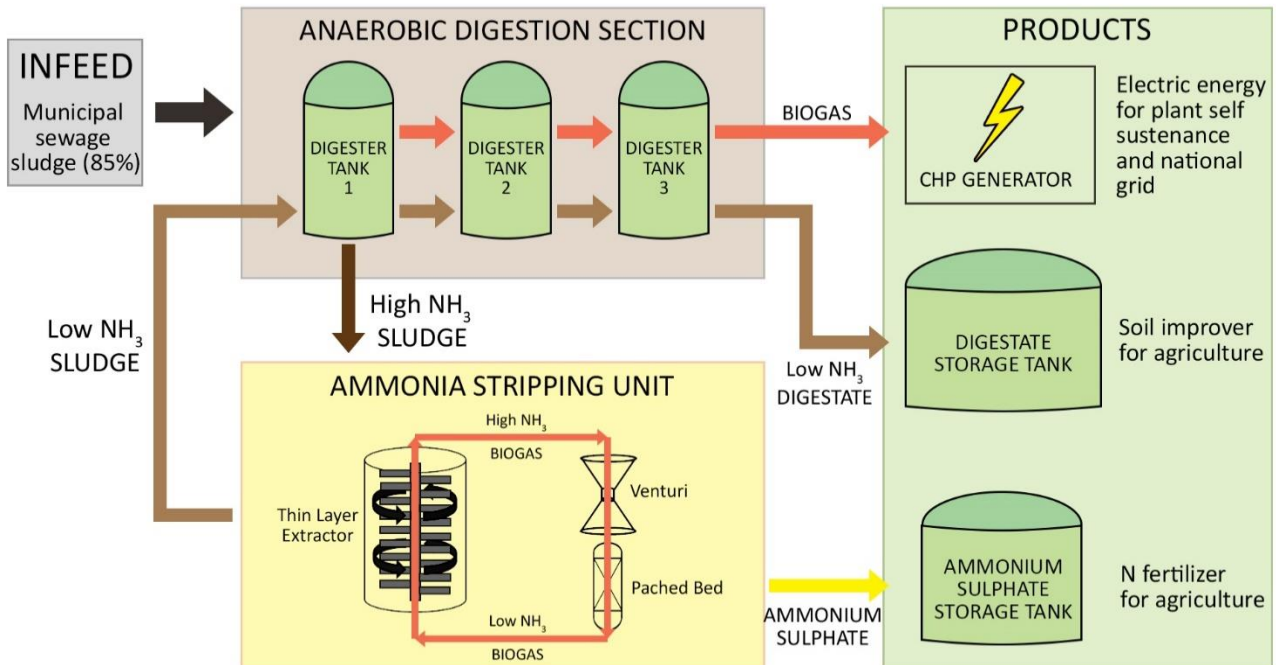 INFEED
Municipal
sewage
sludge (85%)
ANAEROBIC DIGESTION SECTION
DIGESTER
TANK
1
DIGESTER
TANK
2
DIGESTER
TANK
3
BIOGAS
PRODUCTS
CHP GENERATOR
Electric energy
for plant self
sustenance
and national
grid
Low NH₃
SLUDGE
High NH₃
SLUDGE
Low NH₃
DIGESTATE
DIGESTATE
STORAGE TANK
Soil improver
for agriculture
AMMONIA STRIPPING UNIT
High NH₃
BIOGAS
Thin Layer
Extractor
Venturi
Pached Bed
Low NH₃
BIOGAS
AMMONIUM
SULPHATE
AMMONIUM
SULPHATE
STORAGE TANK
N fertilizer
for agriculture